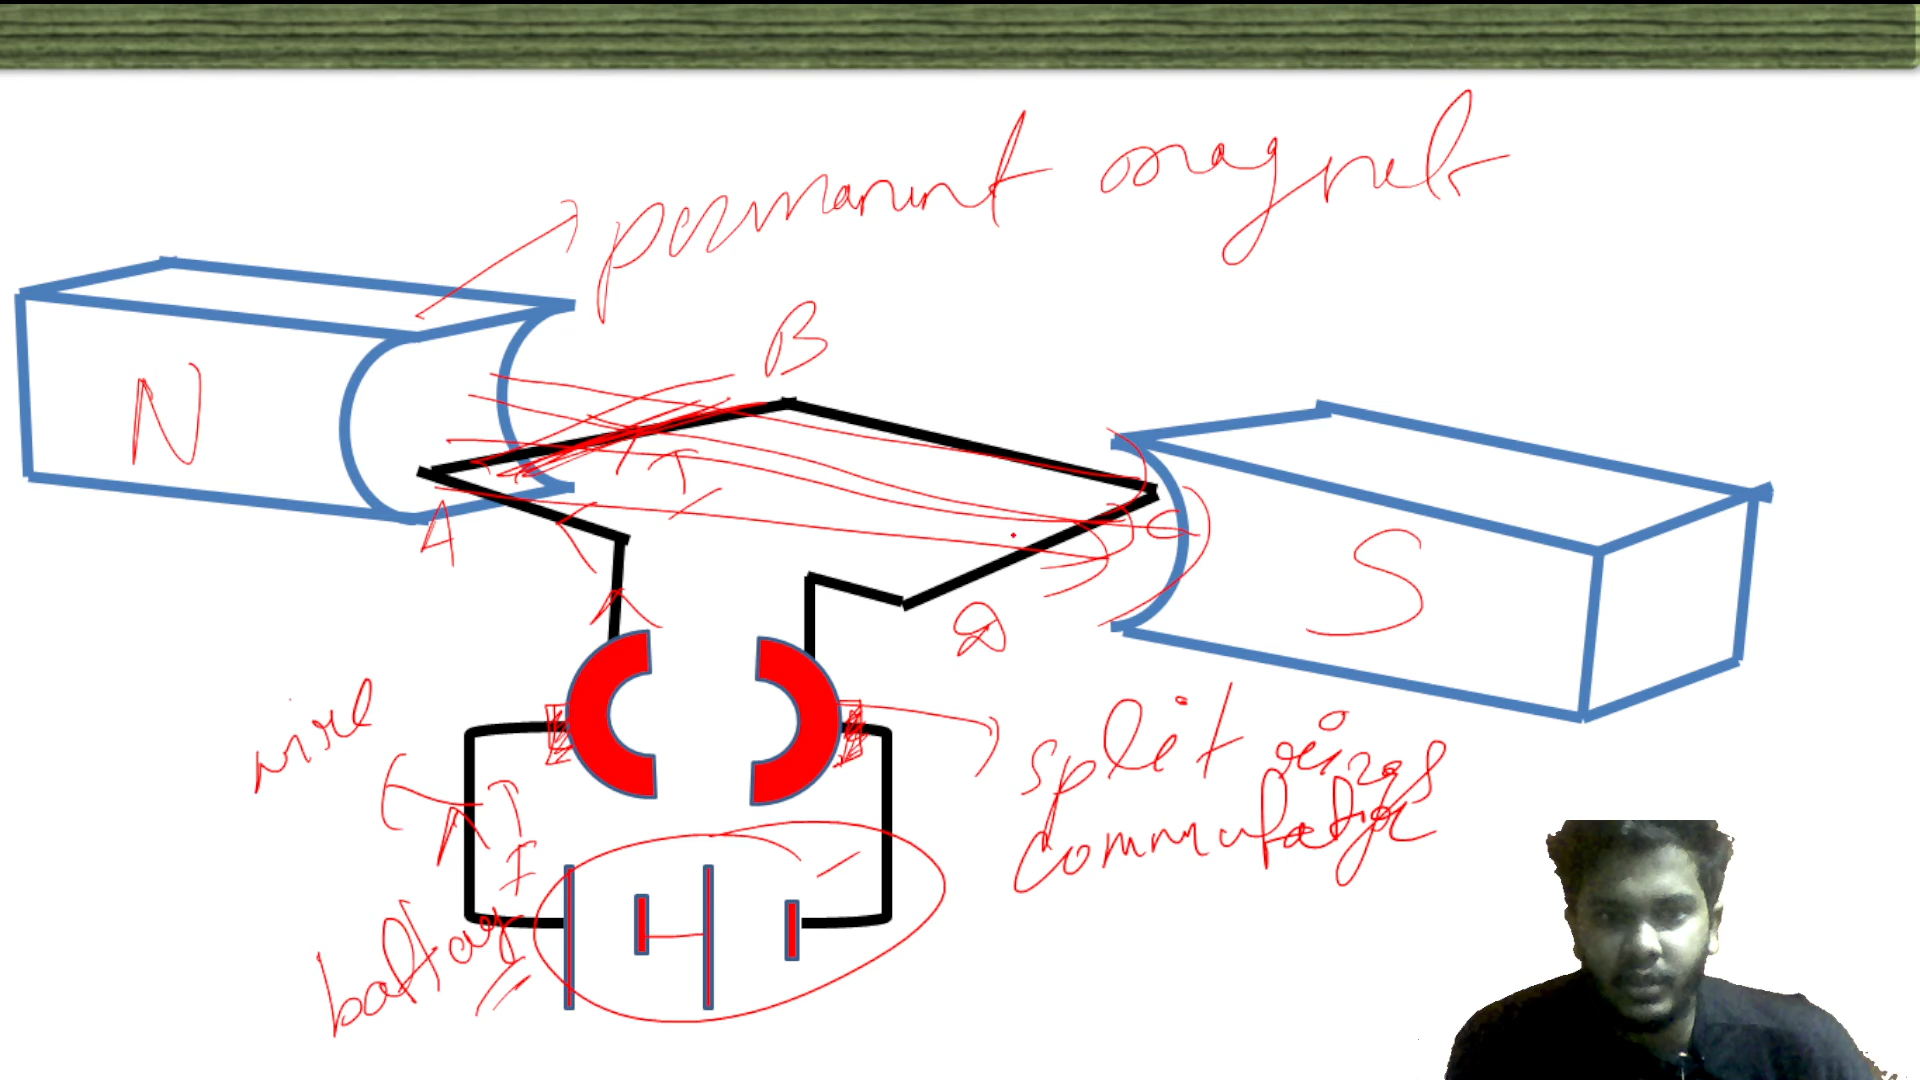 permanent magnet
B
N
A
C
S
D
wire
split rings
commutator
I
battery